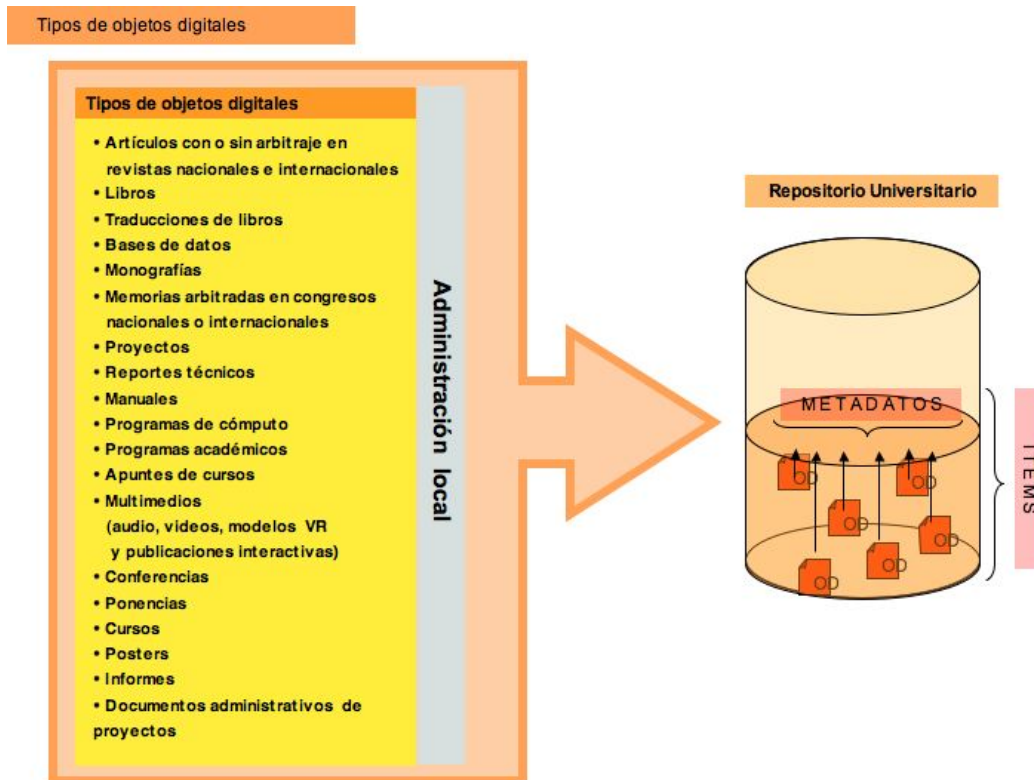 Tipos de objetos digitales
Tipos de objetos digitales
• Artículos con o sin arbitraje en
revistas nacionales e internacionales
• Libros
• Traducciones de libros
• Bases de datos
• Monografías
• Memorias arbitradas en congresos
nacionales o internacionales
• Proyectos
• Reportes técnicos
• Manuales
• Programas de cómputo
• Programas académicos
• Apuntes de cursos
• Multimedios
(audio, videos, modelos VR
y publicaciones interactivas)
• Conferencias
• Ponencias
• Cursos
• Posters
• Informes
• Documentos administrativos de
proyectos
Administración local
Repositorio Universitario
METADATOS
OD
OD
OD
OD
OD
OD
ITEMS